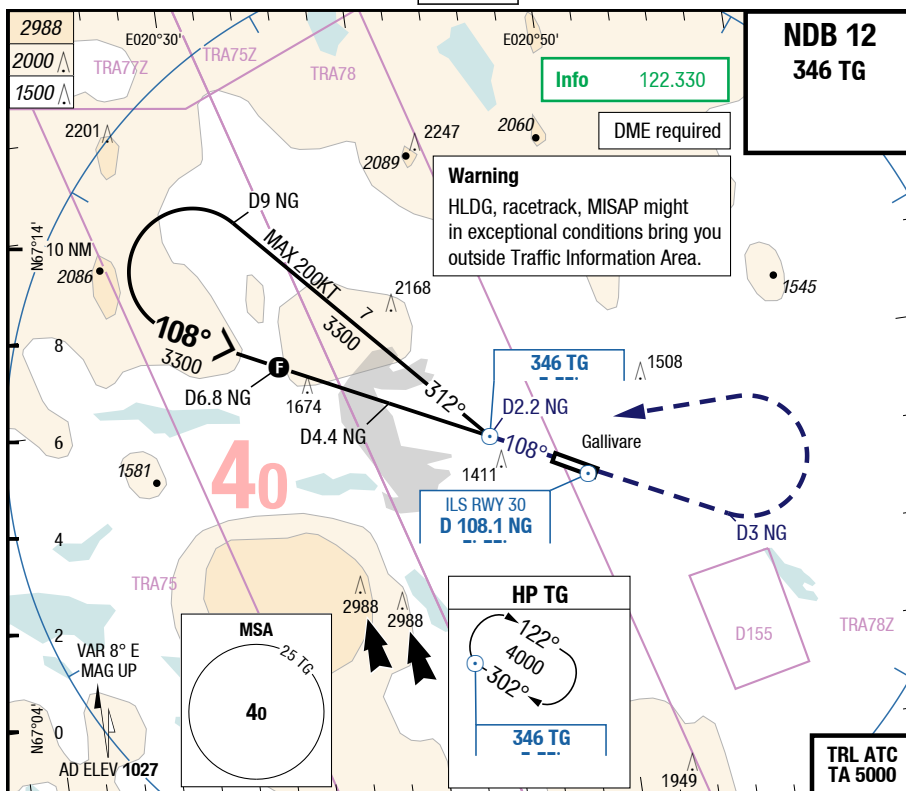 2988
2000
1500
E020°30'
E020°50'
NDB 12
346 TG
TRA77Z
TRA75Z
TRA78
Info 122.330
DME required
2201
2247
2060
2089
Warning
HLDG, racetrack, MISAP might
in exceptional conditions bring you
outside Traffic Information Area.
D9 NG
N67°14'
10 NM
2086
MAX 200KT
7
3300
2168
1545
108°
3300
8
346 TG
1508
F
D6.8 NG
1674
312°
D2.2 NG
D4.4 NG
108°
Gallivare
6
1411
1581
40
ILS RWY 30
D 108.1 NG
D3 NG
4
TRA75
2988
2988
HP TG
122°
4000
302°
346 TG
D155
TRA78Z
MSA
25 TG
40
2
VAR 8° E
MAG UP
N67°04'
0
AD ELEV 1027
1949
TRL ATC
TA 5000